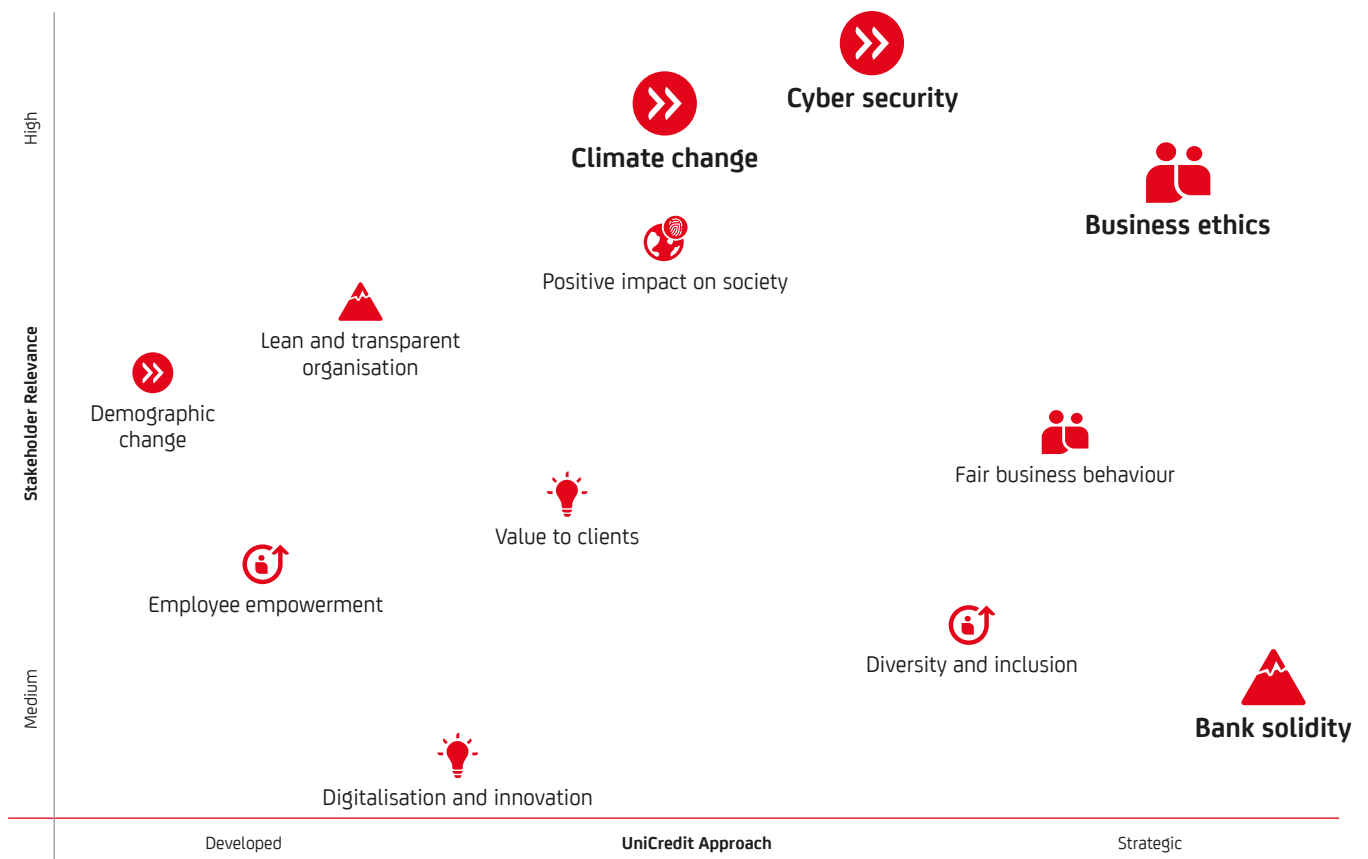 Cyber security
High
Climate change
Business ethics
Positive impact on society
Lean and transparent
organisation
Stakeholder Relevance
Demographic
change
Fair business behaviour
Value to clients
Employee empowerment
Diversity and inclusion
Medium
Bank solidity
Digitalisation and innovation
Developed
UniCredit Approach
Strategic